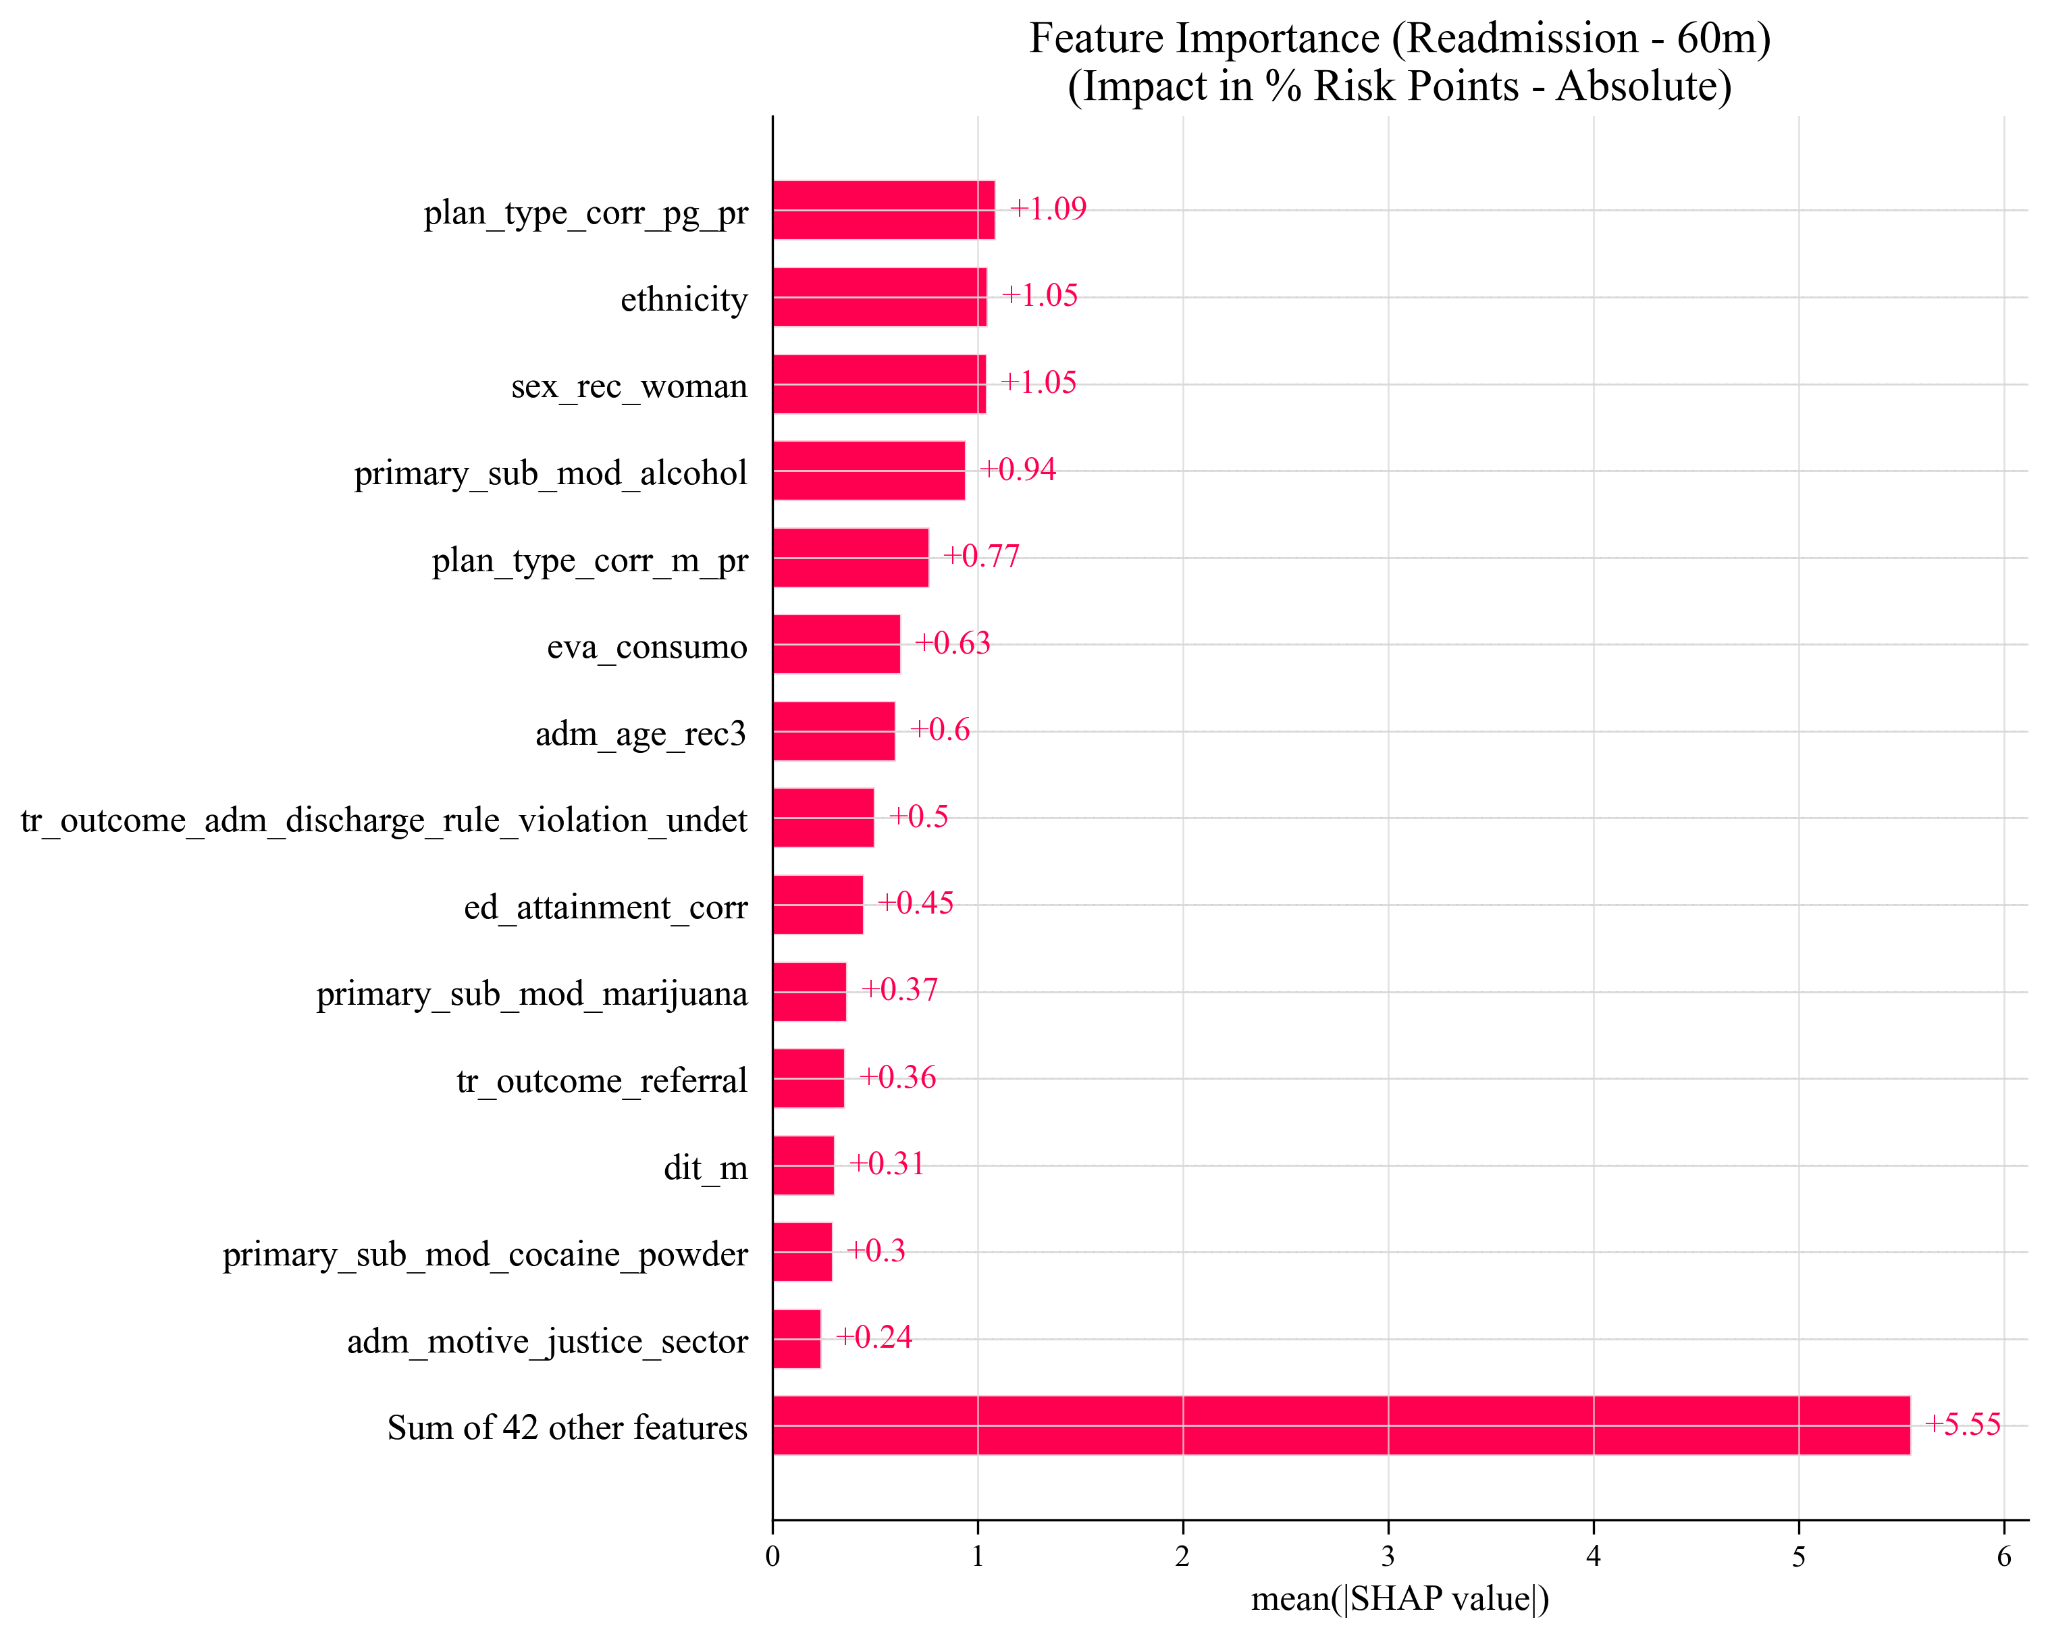 Feature Importance (Readmission - 60m)
(Impact in % Risk Points - Absolute)
plan_type_corr_pg_pr +1.09
ethnicity +1.05
sex_rec_woman +1.05
primary_sub_mod_alcohol +0.94
plan_type_corr_m_pr +0.77
eva_consumo +0.63
adm_age_rec3 +0.6
tr_outcome_adm_discharge_rule_violation_undet +0.5
ed_attainment_corr +0.45
primary_sub_mod_marijuana +0.37
tr_outcome_referral +0.36
dit_m +0.31
primary_sub_mod_cocaine_powder +0.3
adm_motive_justice_sector +0.24
Sum of 42 other features +5.55
0 1 2 3 4 5 6
mean(|SHAP value|)